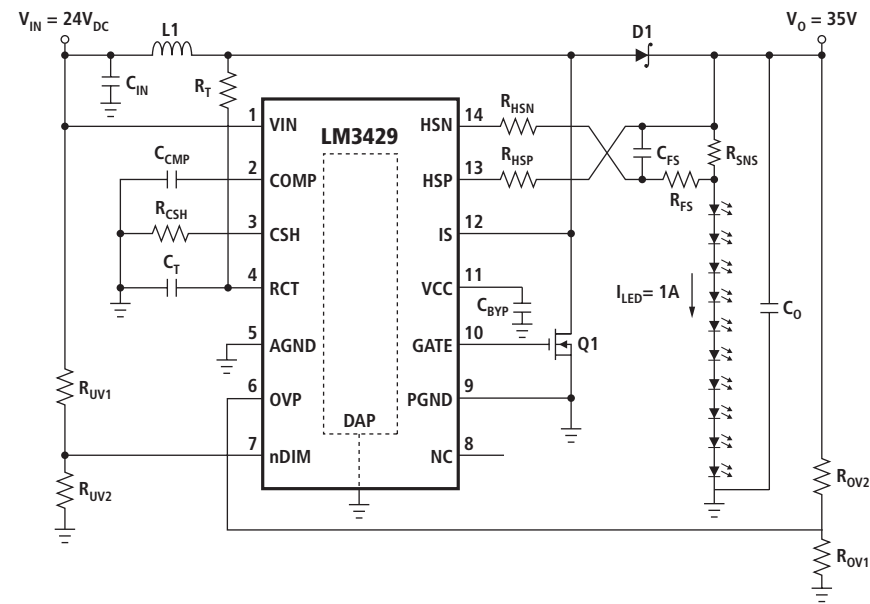 V_IN = 24V_DC
L1
D1
V_O = 35V
C_IN
R_T
LM3429
1 VIN
2 COMP
3 CSH
4 RCT
5 AGND
6 OVP
7 nDIM
HSN 14
HSP 13
IS 12
VCC 11
GATE 10
PGND 9
NC 8
DAP
C_CMP
R_CSH
C_T
R_UV1
R_UV2
R_HSN
R_HSP
C_FS
R_FS
R_SNS
C_BYP
Q1
I_LED= 1A
C_O
R_OV2
R_OV1